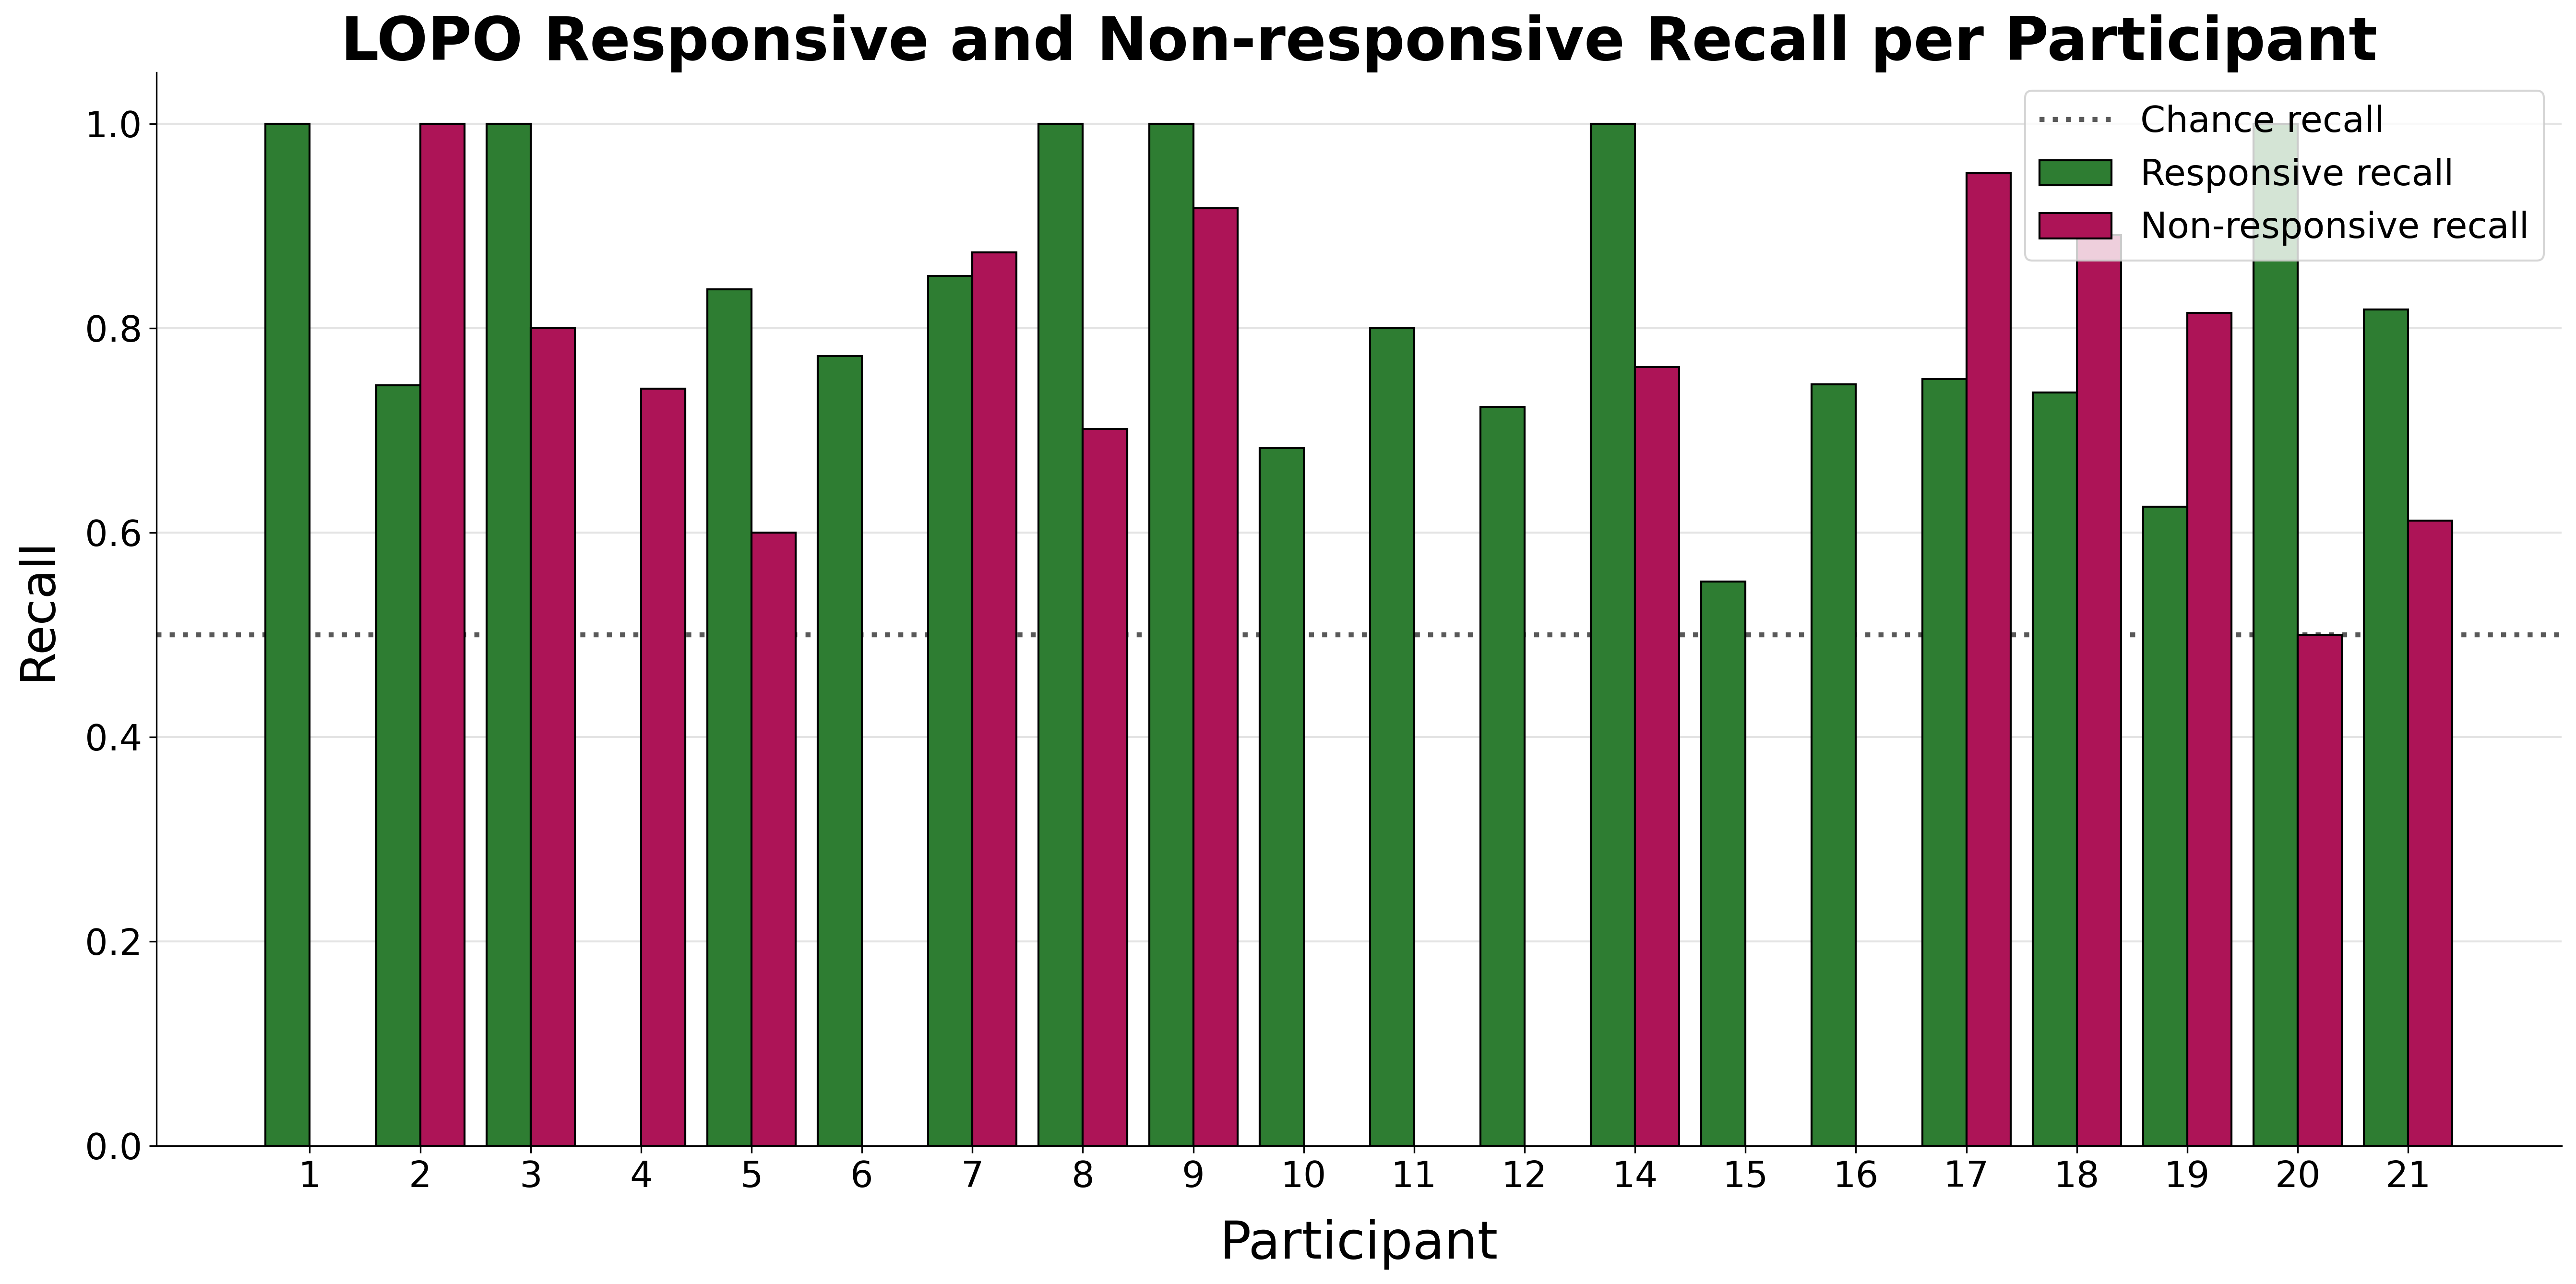 LOPO Responsive and Non-responsive Recall per Participant
Chance recall
Responsive recall
Non-responsive recall
1.0
0.8
0.6
0.4
0.2
0.0
Recall
1 2 3 4 5 6 7 8 9 10 11 12 14 15 16 17 18 19 20 21
Participant